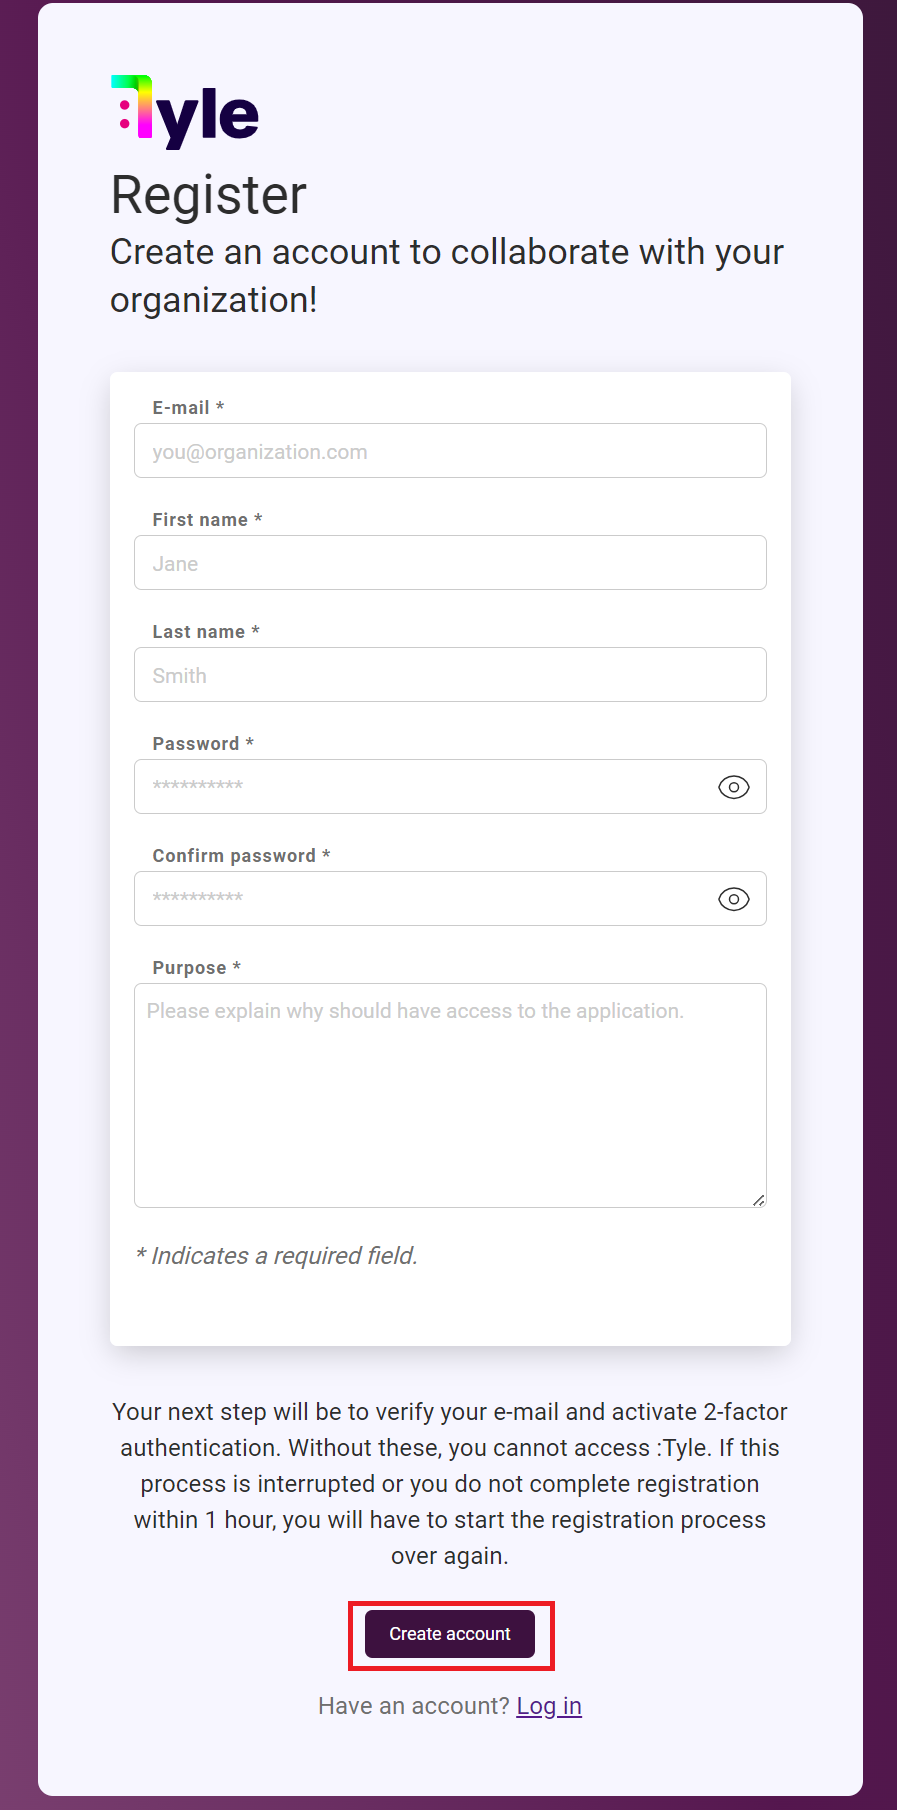 :Tyle
Register
Create an account to collaborate with your
organization!
E-mail *
you@organization.com
First name *
Jane
Last name *
Smith
Password *
**********
Confirm password *
**********
Purpose *
Please explain why should have access to the application.
* Indicates a required field.
Your next step will be to verify your e-mail and activate 2-factor
authentication. Without these, you cannot access :Tyle. If this
process is interrupted or you do not complete registration
within 1 hour, you will have to start the registration process
over again.
Create account
Have an account? Log in